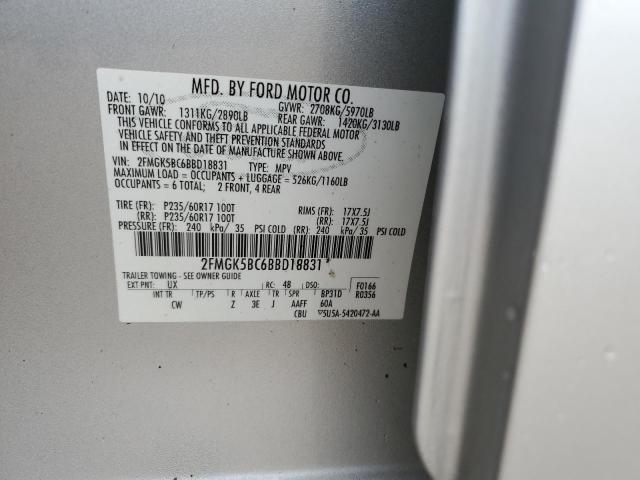 MFD. BY FORD MOTOR CO.
DATE: 10/10 GVWR: 2708KG/5970LB
FRONT GAWR: 1311KG/2890LB REAR GAWR: 1420KG/3130LB
THIS VEHICLE CONFORMS TO ALL APPLICABLE FEDERAL MOTOR
VEHICLE SAFETY AND THEFT PREVENTION STANDARDS
IN EFFECT ON THE DATE OF MANUFACTURE SHOWN ABOVE.
VIN: 2FMGK5BC6BBD18831 TYPE: MPV
MAXIMUM LOAD = OCCUPANTS + LUGGAGE = 526KG/1160LB
OCCUPANTS = 6 TOTAL; 2 FRONT, 4 REAR
TIRE (FR): P235/60R17 100T RIMS (FR): 17X7.5J
(RR): P235/60R17 100T (RR): 17X7.5J
PRESSURE (FR): 240 kPa/ 35 PSI COLD (RR): 240 kPa/ 35 PSI COLD
2FMGK5BC6BBD18831
TRAILER TOWING - SEE OWNER GUIDE
EXT PNT: UX RC: 48 DSO: F0166
INT TR TP/PS R AXLE TR SPR BP31D R0356
CW Z 3E J AAFF 60A
CBU 5U5A-5420472-AA